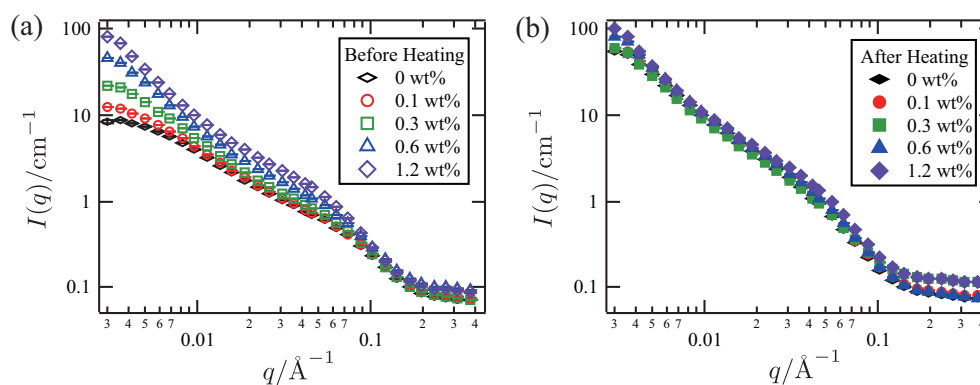 (a)
I(q)/cm⁻¹
100
10
1
0.1
Before Heating
0 wt%
0.1 wt%
0.3 wt%
0.6 wt%
1.2 wt%
3 4 5 6 7 2 3 4 5 6 7 2 3 4
0.01 0.1
q/Å⁻¹
(b)
I(q)/cm⁻¹
100
10
1
0.1
After Heating
0 wt%
0.1 wt%
0.3 wt%
0.6 wt%
1.2 wt%
3 4 5 6 7 2 3 4 5 6 7 2 3
0.01 0.1
q/Å⁻¹